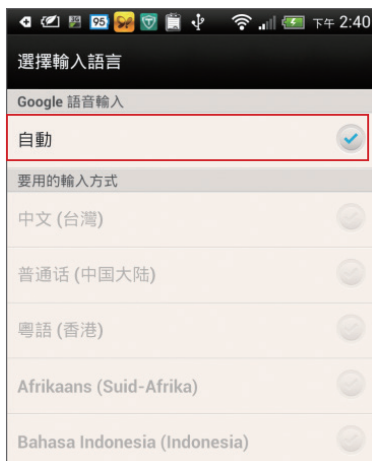 95 下午 2:40
選擇輸入語言
Google 語音輸入
自動
要用的輸入方式
中文 (台灣)
普通话 (中国大陆)
粵語 (香港)
Afrikaans (Suid-Afrika)
Bahasa Indonesia (Indonesia)